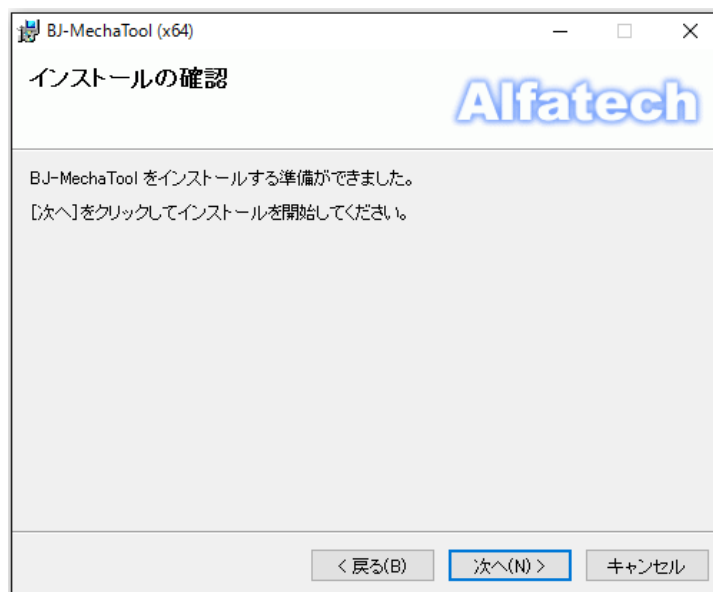 BJ-MechaTool (x64)
インストールの確認
Alfatech
BJ-MechaTool をインストールする準備ができました。
[次へ]をクリックしてインストールを開始してください。
< 戻る(B)
次へ(N) >
キャンセル